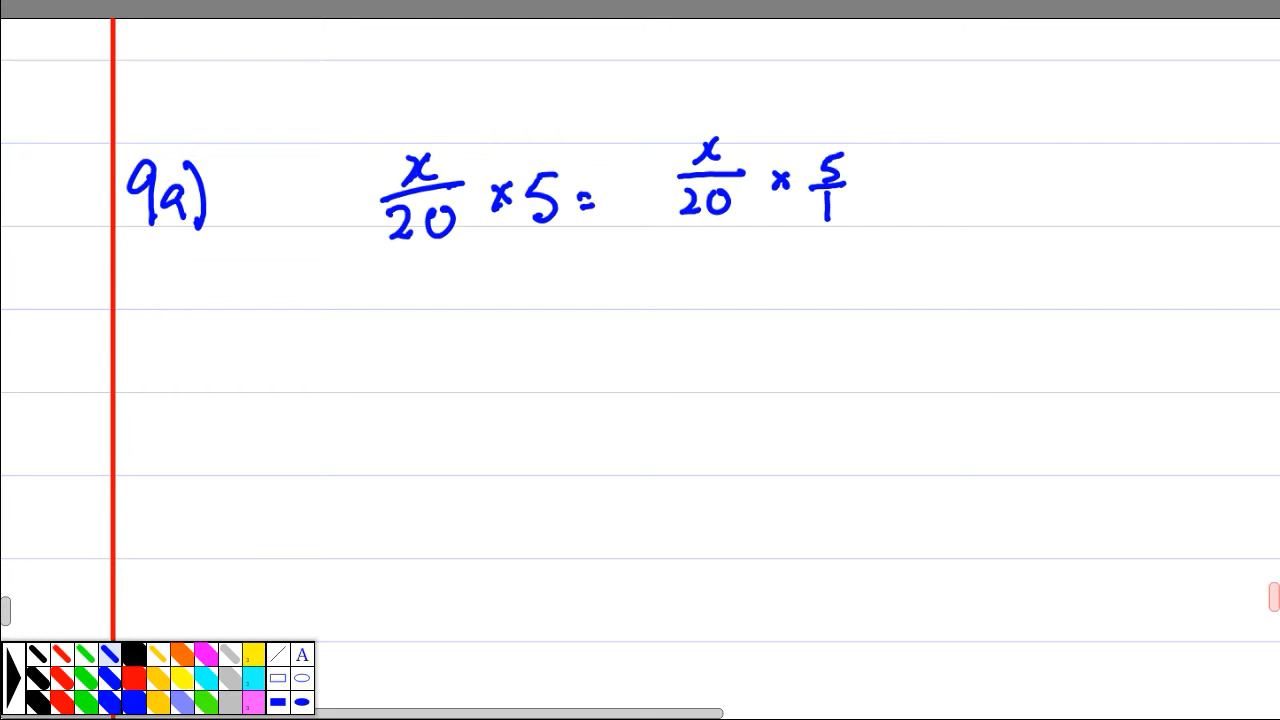 9a) x/20 × 5 = x/20 × 5/1
A